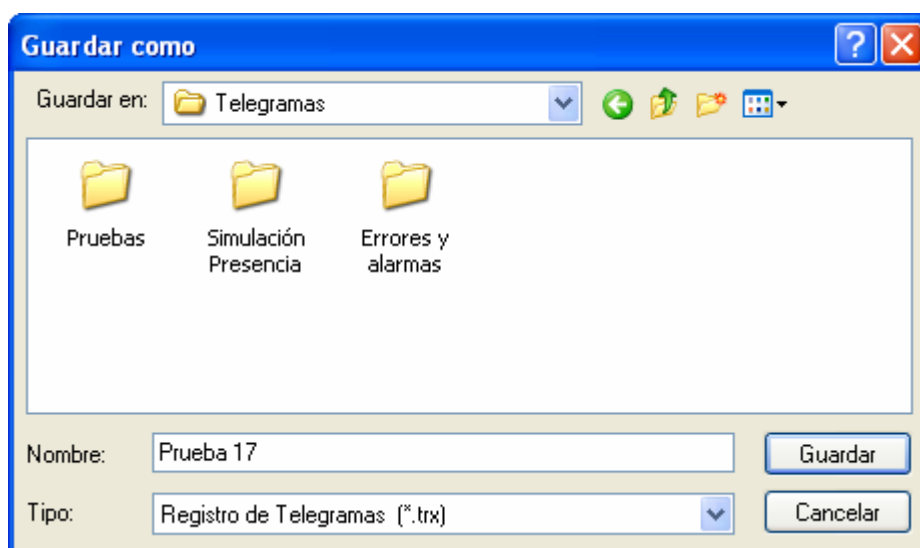 Guardar como
Guardar en:
Telegramas
Pruebas
Simulación
Presencia
Errores y
alarmas
Nombre:
Prueba 17
Guardar
Tipo:
Registro de Telegramas (*.trx)
Cancelar